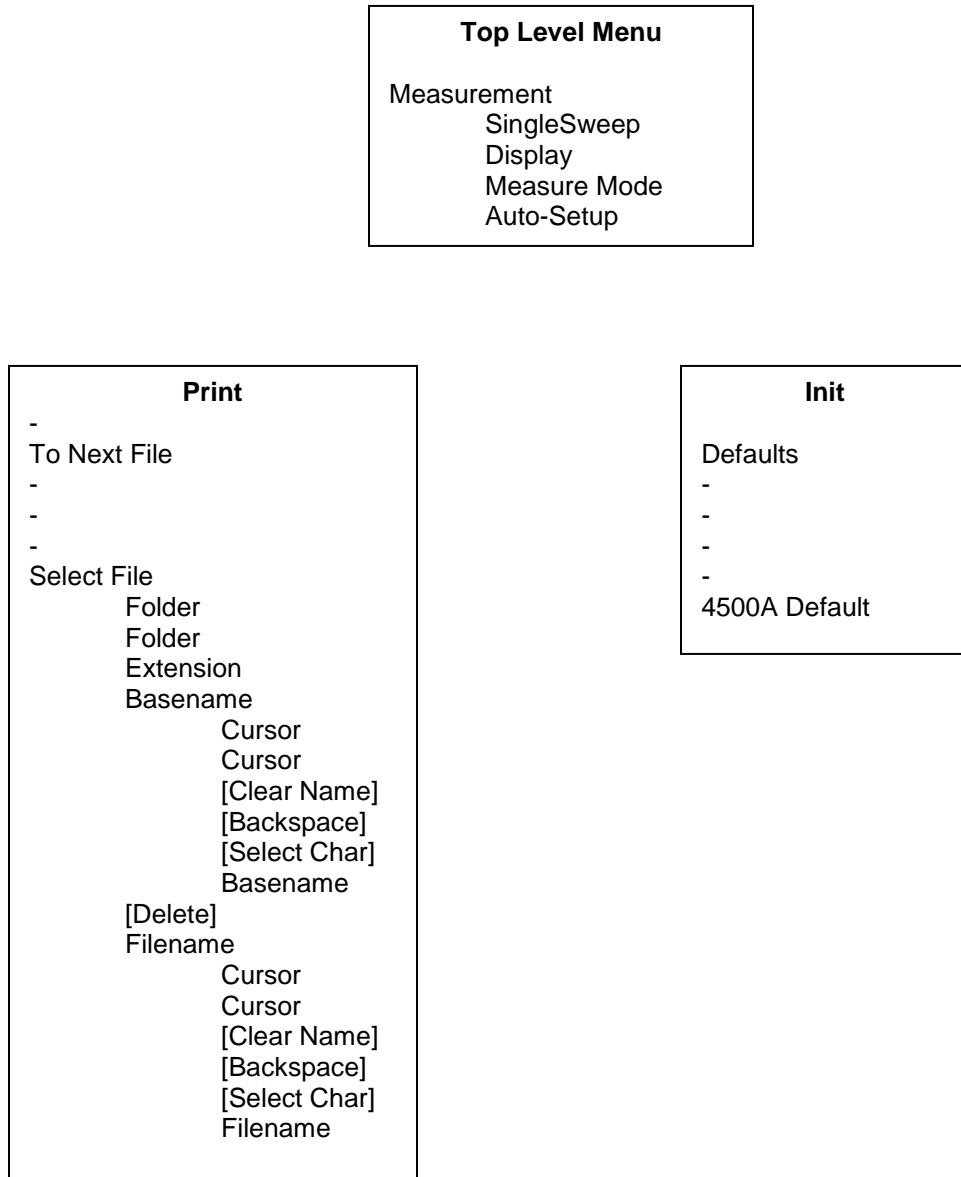 Top Level Menu
Measurement
SingleSweep
Display
Measure Mode
Auto-Setup
Print
-
To Next File
-
-
-
Select File
Folder
Folder
Extension
Basename
Cursor
Cursor
[Clear Name]
[Backspace]
[Select Char]
Basename
[Delete]
Filename
Cursor
Cursor
[Clear Name]
[Backspace]
[Select Char]
Filename
Init
Defaults
-
-
-
-
4500A Default